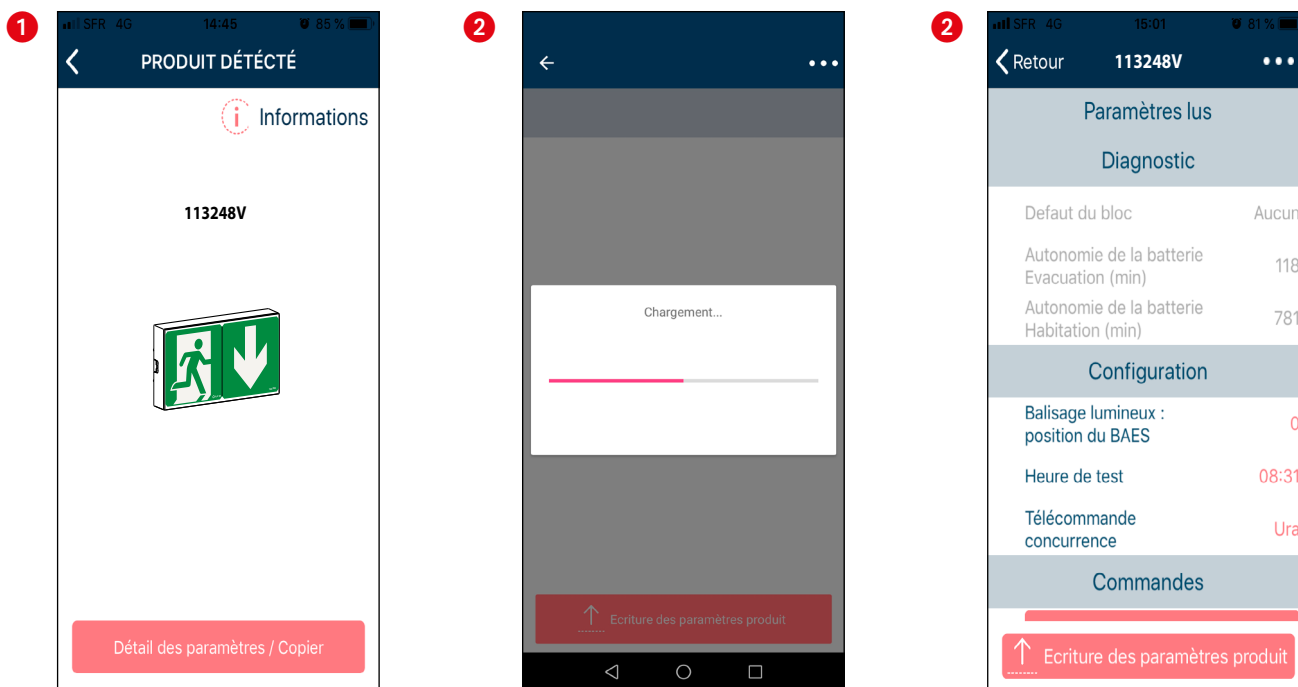 1
SFR 4G 14:45 85 %
PRODUIT DÉTÉCTÉ
i Informations
113248V
Détail des paramètres / Copier
2
Chargement...
Ecriture des paramètres produit
2
SFR 4G 15:01 81 %
Retour 113248V
Paramètres lus
Diagnostic
Defaut du bloc Aucun
Autonomie de la batterie
Evacuation (min) 118
Autonomie de la batterie
Habitation (min) 781
Configuration
Balisage lumineux :
position du BAES 0
Heure de test 08:31
Télécommande
concurrence Ura
Commandes
Ecriture des paramètres produit